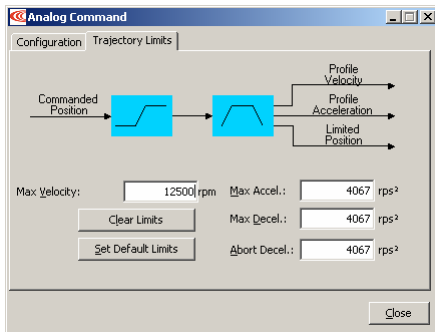 Analog Command
Configuration Trajectory Limits
Commanded
Position
Profile
Velocity
Profile
Acceleration
Limited
Position
Max Velocity: 12500 rpm Max Accel.: 4067 rps²
Clear Limits Max Decel.: 4067 rps²
Set Default Limits Abort Decel.: 4067 rps²
Close